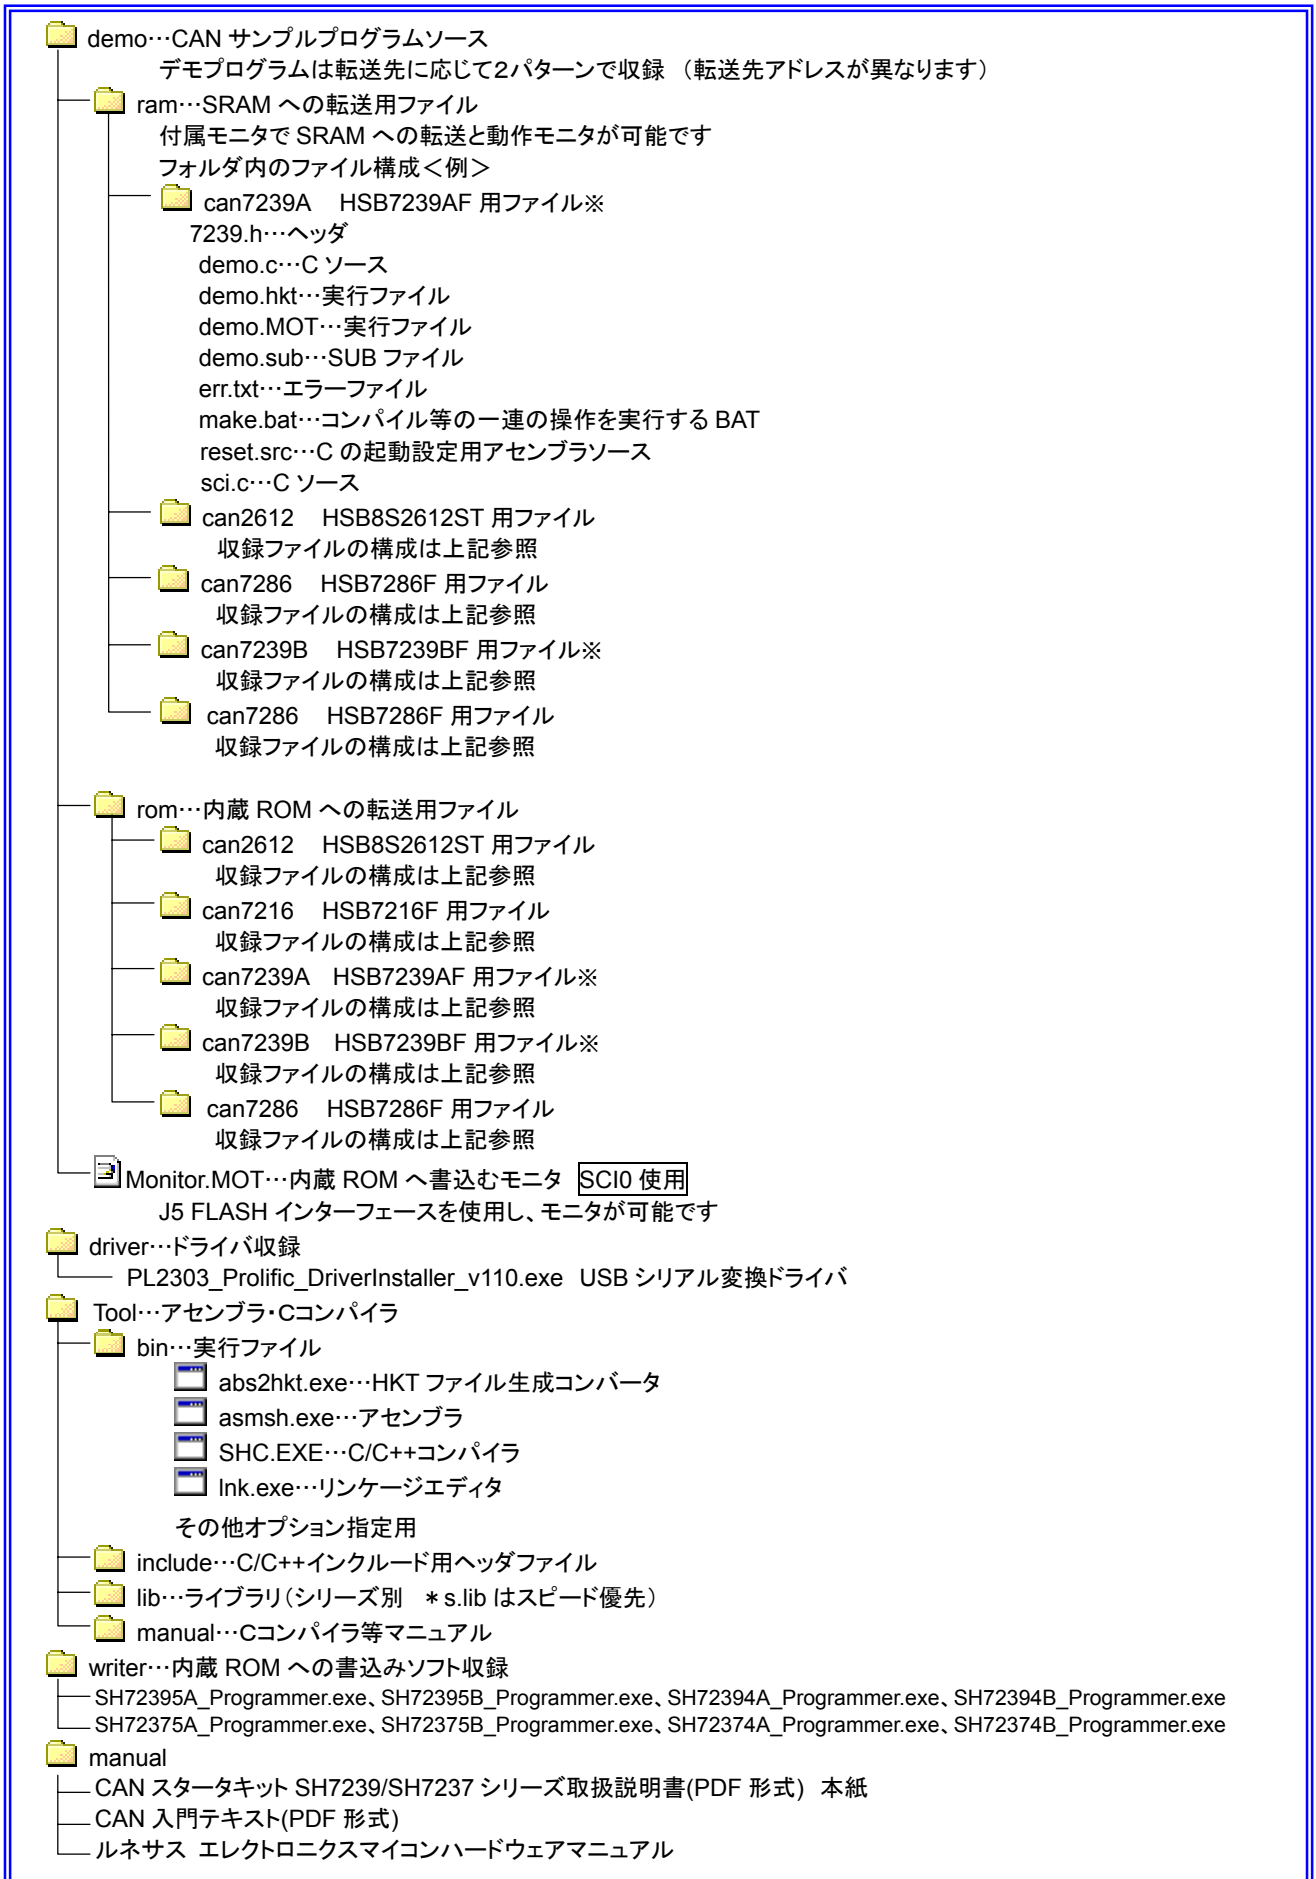 demo…CAN サンプルプログラムソース
デモプログラムは転送先に応じて２パターンで収録　（転送先アドレスが異なります）
ram…SRAM への転送用ファイル
付属モニタで SRAM への転送と動作モニタが可能です
フォルダ内のファイル構成＜例＞
can7239A　HSB7239AF 用ファイル※
7239.h…ヘッダ
demo.c…C ソース
demo.hkt…実行ファイル
demo.MOT…実行ファイル
demo.sub…SUB ファイル
err.txt…エラーファイル
make.bat…コンパイル等の一連の操作を実行する BAT
reset.src…C の起動設定用アセンブラソース
sci.c…C ソース
can2612　HSB8S2612ST 用ファイル
収録ファイルの構成は上記参照
can7286　HSB7286F 用ファイル
収録ファイルの構成は上記参照
can7239B　HSB7239BF 用ファイル※
収録ファイルの構成は上記参照
can7286　HSB7286F 用ファイル
収録ファイルの構成は上記参照
rom…内蔵 ROM への転送用ファイル
can2612　HSB8S2612ST 用ファイル
収録ファイルの構成は上記参照
can7216　HSB7216F 用ファイル
収録ファイルの構成は上記参照
can7239A　HSB7239AF 用ファイル※
収録ファイルの構成は上記参照
can7239B　HSB7239BF 用ファイル※
収録ファイルの構成は上記参照
can7286　HSB7286F 用ファイル
収録ファイルの構成は上記参照
Monitor.MOT…内蔵 ROM へ書込むモニタ　SCI0 使用
J5 FLASH インターフェースを使用し、モニタが可能です
driver…ドライバ収録
PL2303_Prolific_DriverInstaller_v110.exe USB シリアル変換ドライバ
Tool…アセンブラ・Cコンパイラ
bin…実行ファイル
abs2hkt.exe…HKT ファイル生成コンバータ
asmsh.exe…アセンブラ
SHC.EXE…C/C++コンパイラ
lnk.exe…リンケージエディタ
その他オプション指定用
include…C/C++インクルード用ヘッダファイル
lib…ライブラリ（シリーズ別　＊s.lib はスピード優先）
manual…Cコンパイラ等マニュアル
writer…内蔵 ROM への書込みソフト収録
SH72395A_Programmer.exe、SH72395B_Programmer.exe、SH72394A_Programmer.exe、SH72394B_Programmer.exe
SH72375A_Programmer.exe、SH72375B_Programmer.exe、SH72374A_Programmer.exe、SH72374B_Programmer.exe
manual
CAN スタータキット SH7239/SH7237 シリーズ取扱説明書(PDF 形式)　本紙
CAN 入門テキスト(PDF 形式)
ルネサス エレクトロニクスマイコンハードウェアマニュアル